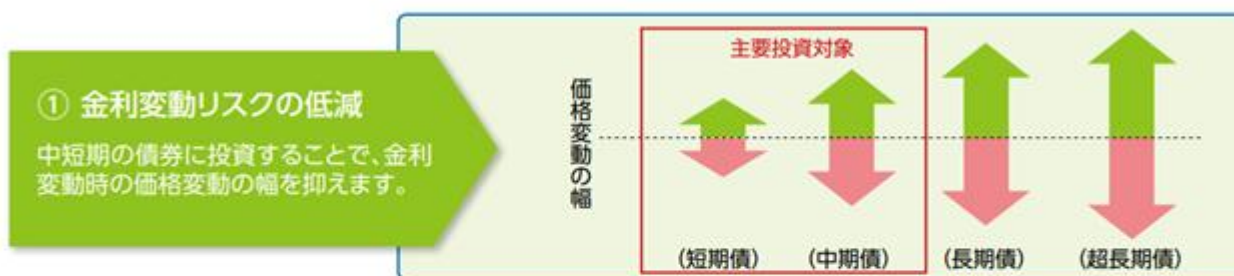 ① 金利変動リスクの低減
中短期の債券に投資することで、金利
変動時の価格変動の幅を抑えます。
主要投資対象
価格変動の幅
(短期債)
(中期債)
(長期債)
(超長期債)